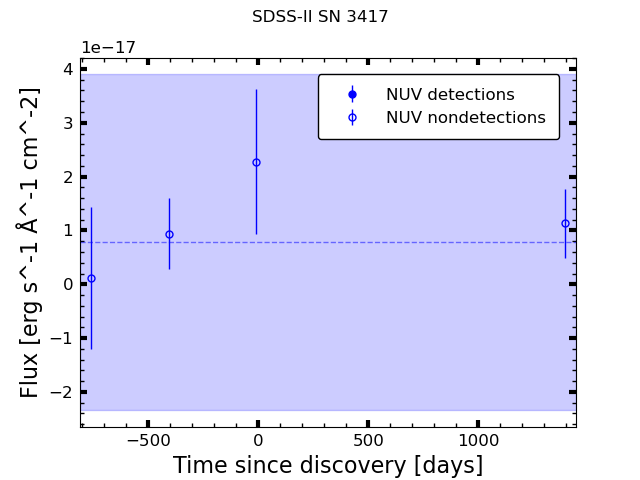 SDSS-II SN 3417
1e−17
NUV detections
NUV nondetections
4
3
2
1
0
−1
−2
Flux [erg s^-1 Å^-1 cm^-2]
−500 0 500 1000
Time since discovery [days]